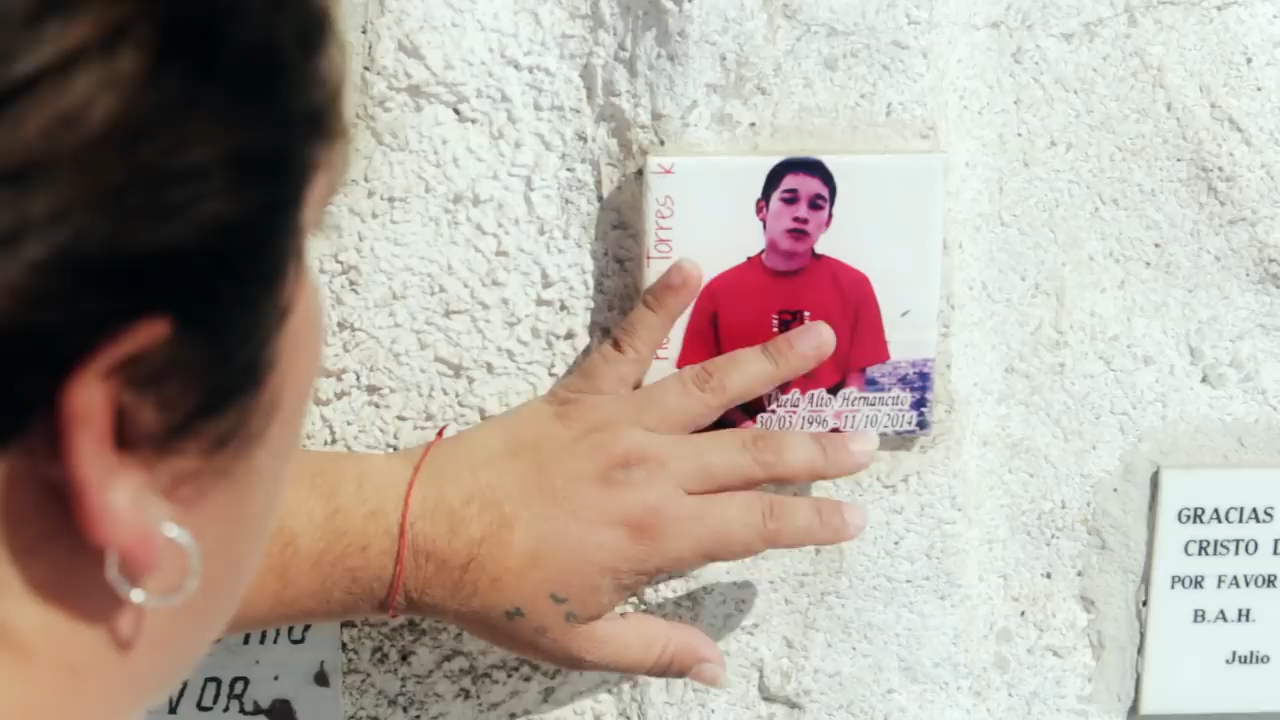 Torres K
Vuela Alto Hernancito
30/03/1996 - 11/10/2014
GRACIAS
CRISTO D
POR FAVOR
B.A.H.
Julio
VOR